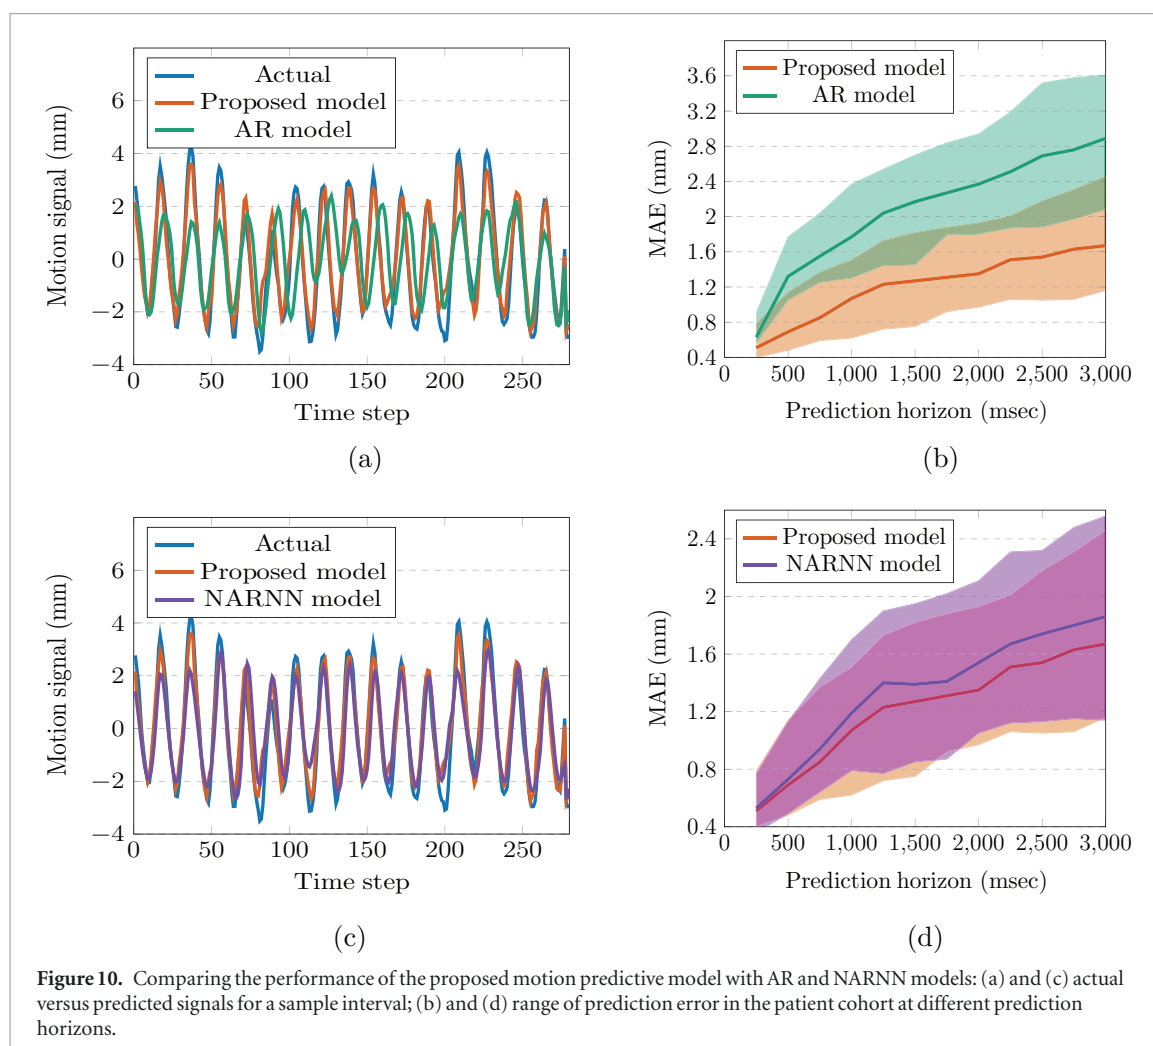 Motion signal (mm)
Actual
Proposed model
AR model
6
4
2
0
−2
−4
0
50
100
150
200
250
Time step
(a)
MAE (mm)
Proposed model
AR model
3.6
3.2
2.8
2.4
2
1.6
1.2
0.8
0.4
0
500
1,000
1,500
2,000
2,500
3,000
Prediction horizon (msec)
(b)
Motion signal (mm)
Actual
Proposed model
NARNN model
6
4
2
0
−2
−4
0
50
100
150
200
250
Time step
(c)
MAE (mm)
Proposed model
NARNN model
2.4
2
1.6
1.2
0.8
0.4
0
500
1,000
1,500
2,000
2,500
3,000
Prediction horizon (msec)
(d)
Figure 10. Comparing the performance of the proposed motion predictive model with AR and NARNN models: (a) and (c) actual
versus predicted signals for a sample interval; (b) and (d) range of prediction error in the patient cohort at different prediction
horizons.